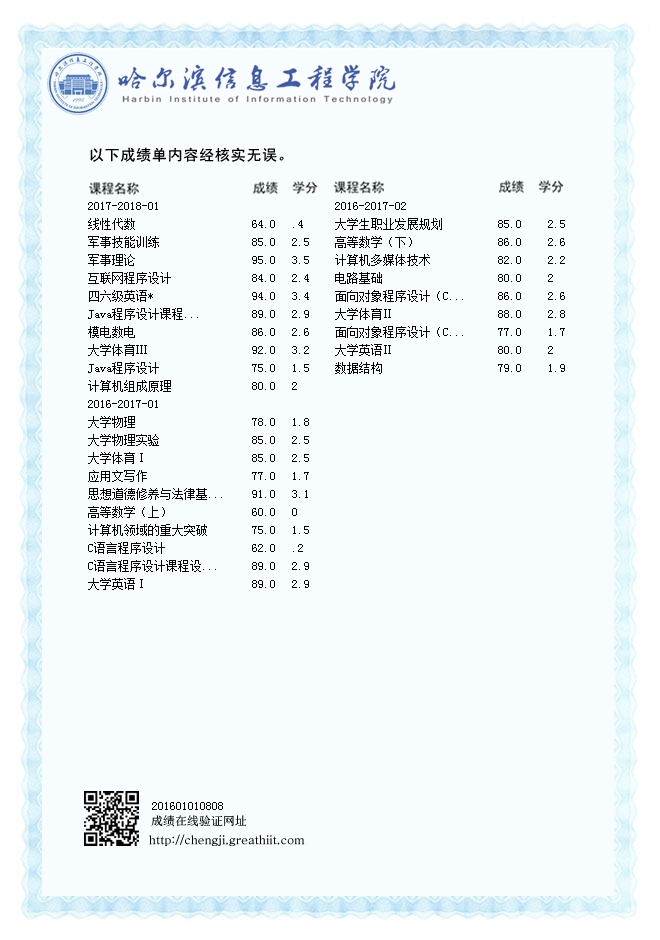 哈尔滨信息工程学院
Harbin Institute of Information Technology
以下成绩单内容经核实无误。
课程名称 成绩 学分
2017-2018-01
线性代数 64.0 .4
军事技能训练 85.0 2.5
军事理论 95.0 3.5
互联网程序设计 84.0 2.4
四六级英语* 94.0 3.4
Java程序设计课程... 89.0 2.9
模电数电 86.0 2.6
大学体育Ⅲ 92.0 3.2
Java程序设计 75.0 1.5
计算机组成原理 80.0 2
2016-2017-01
大学物理 78.0 1.8
大学物理实验 85.0 2.5
大学体育Ⅰ 85.0 2.5
应用文写作 77.0 1.7
思想道德修养与法律基... 91.0 3.1
高等数学（上） 60.0 0
计算机领域的重大突破 75.0 1.5
C语言程序设计 62.0 .2
C语言程序设计课程设... 89.0 2.9
大学英语Ⅰ 89.0 2.9
课程名称 成绩 学分
2016-2017-02
大学生职业发展规划 85.0 2.5
高等数学（下） 86.0 2.6
计算机多媒体技术 82.0 2.2
电路基础 80.0 2
面向对象程序设计（C... 86.0 2.6
大学体育Ⅱ 88.0 2.8
面向对象程序设计（C... 77.0 1.7
大学英语Ⅱ 80.0 2
数据结构 79.0 1.9
201601010808
成绩在线验证网址
http://chengji.greathiit.com